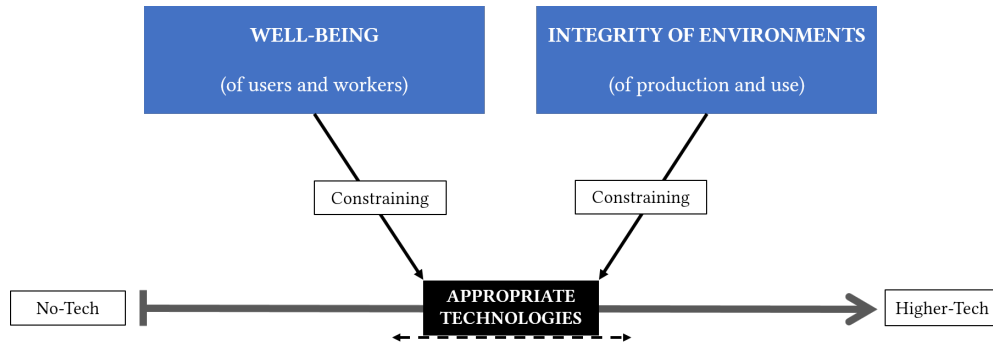 WELL-BEING
(of users and workers)
INTEGRITY OF ENVIRONMENTS
(of production and use)
Constraining
Constraining
No-Tech
APPROPRIATE
TECHNOLOGIES
Higher-Tech